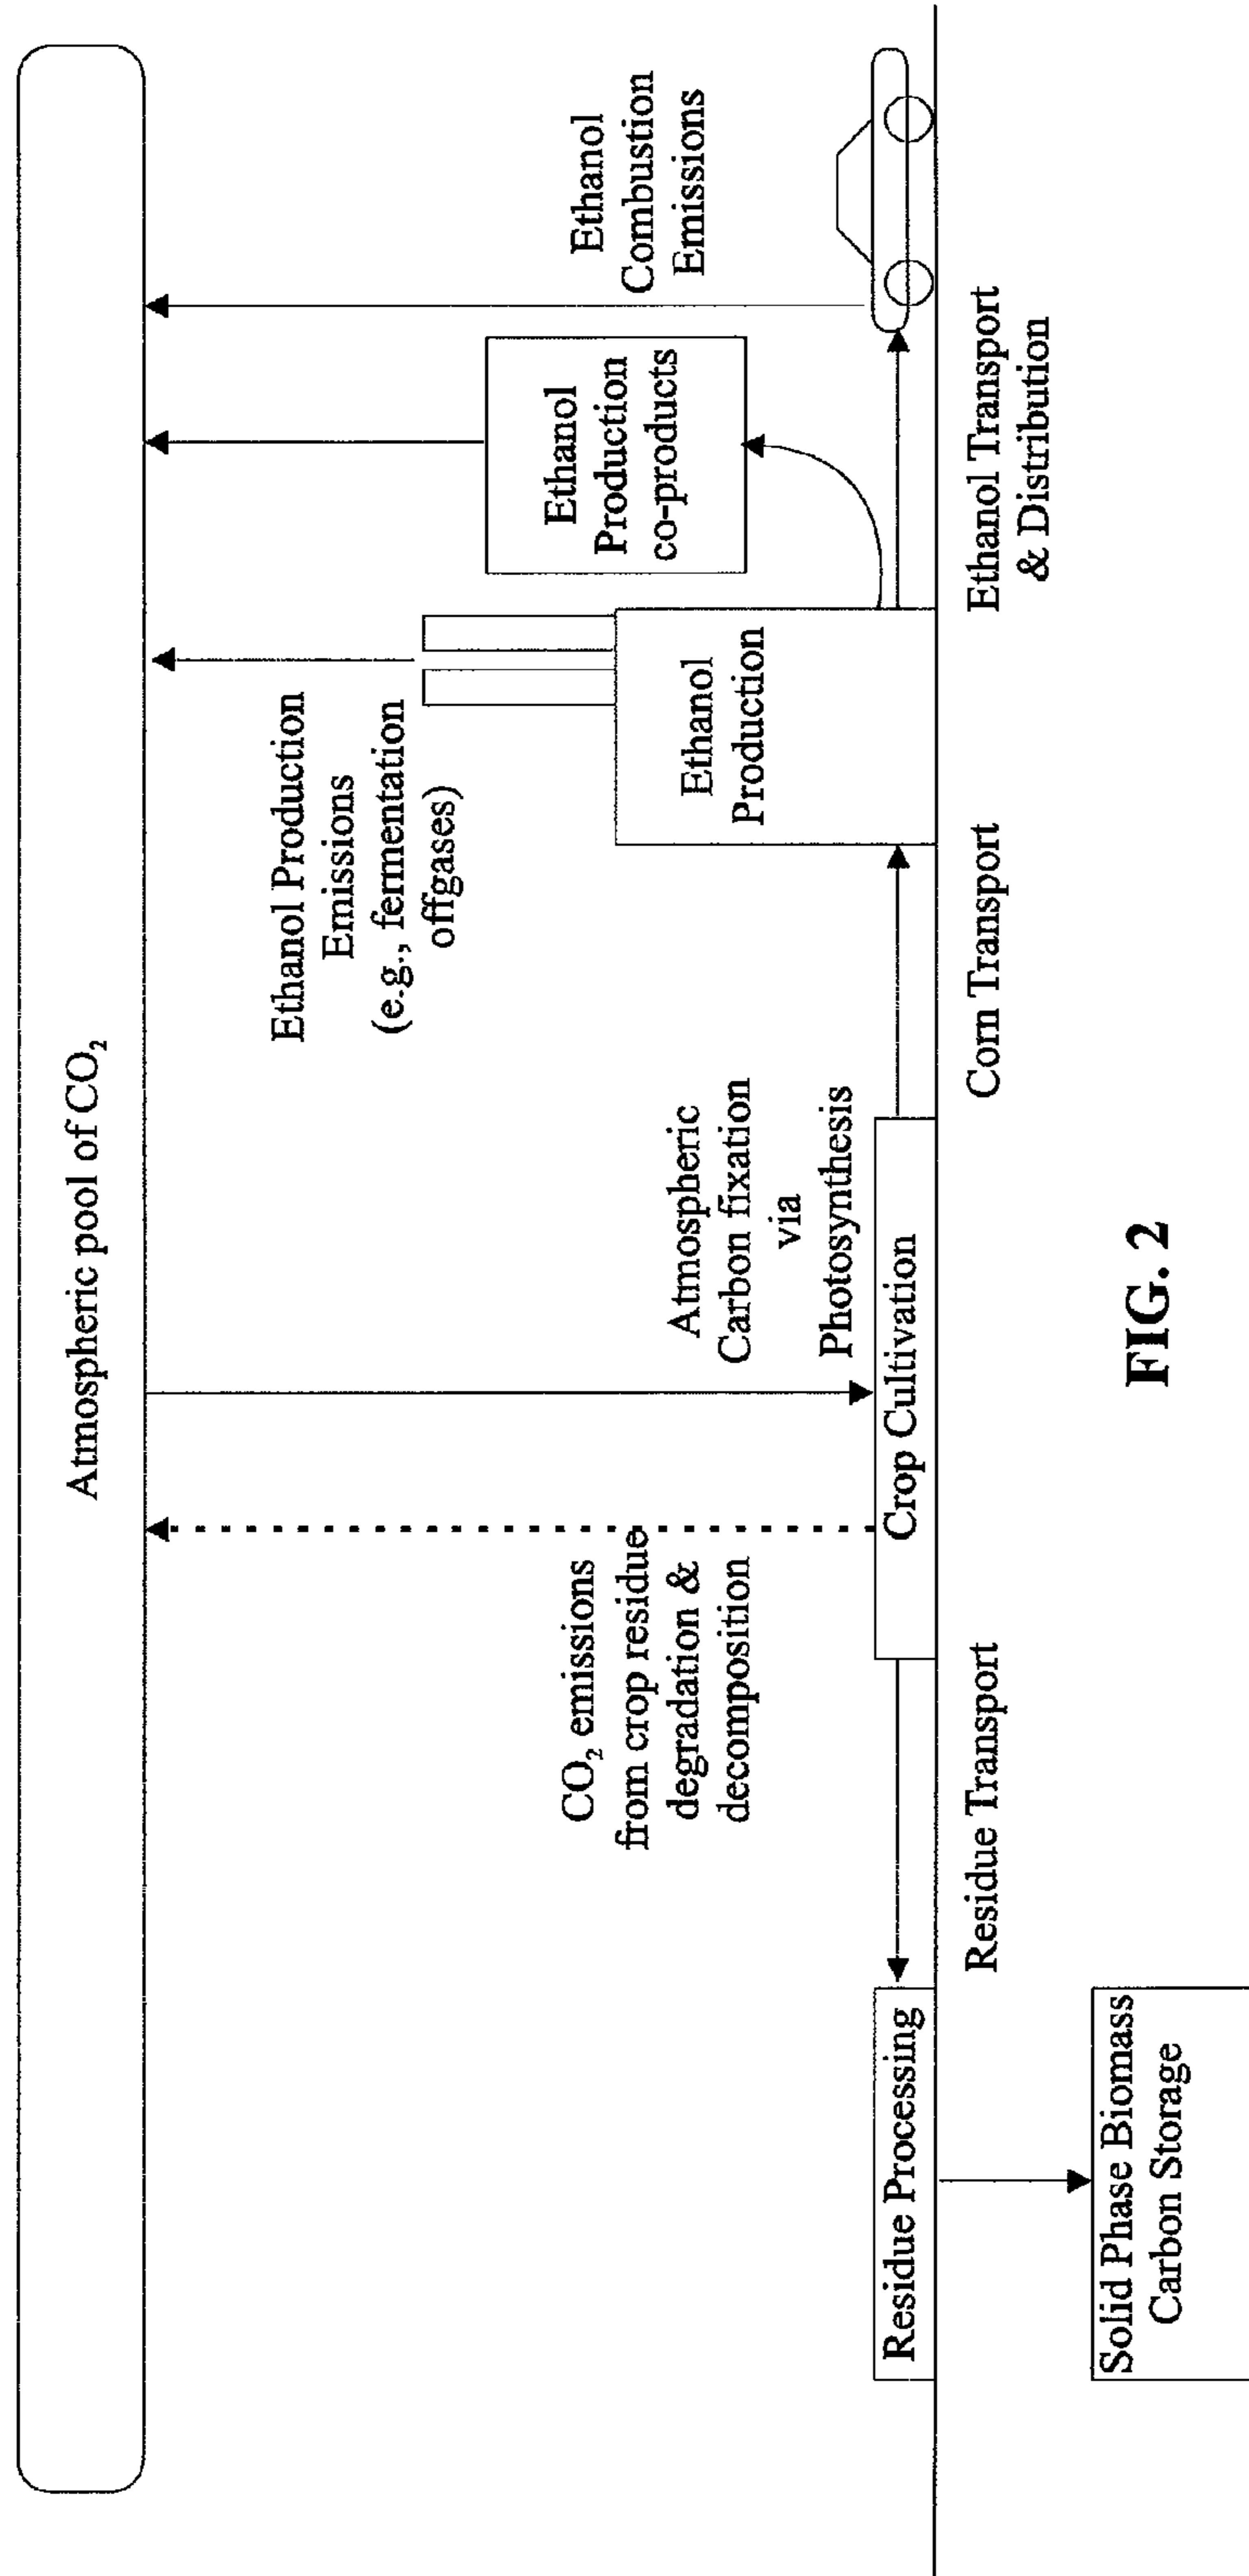 Atmospheric pool of CO₂
CO₂ emissions
from crop residue
degradation &
decomposition
Atmospheric
Carbon fixation
via
Photosynthesis
Ethanol Production
Emissions
(e.g., fermentation
offgases)
Ethanol
Production
co-products
Ethanol
Combustion
Emissions
Residue Processing
Crop Cultivation
Ethanol
Production
Residue Transport
Corn Transport
Ethanol Transport
& Distribution
Solid Phase Biomass
Carbon Storage
FIG. 2